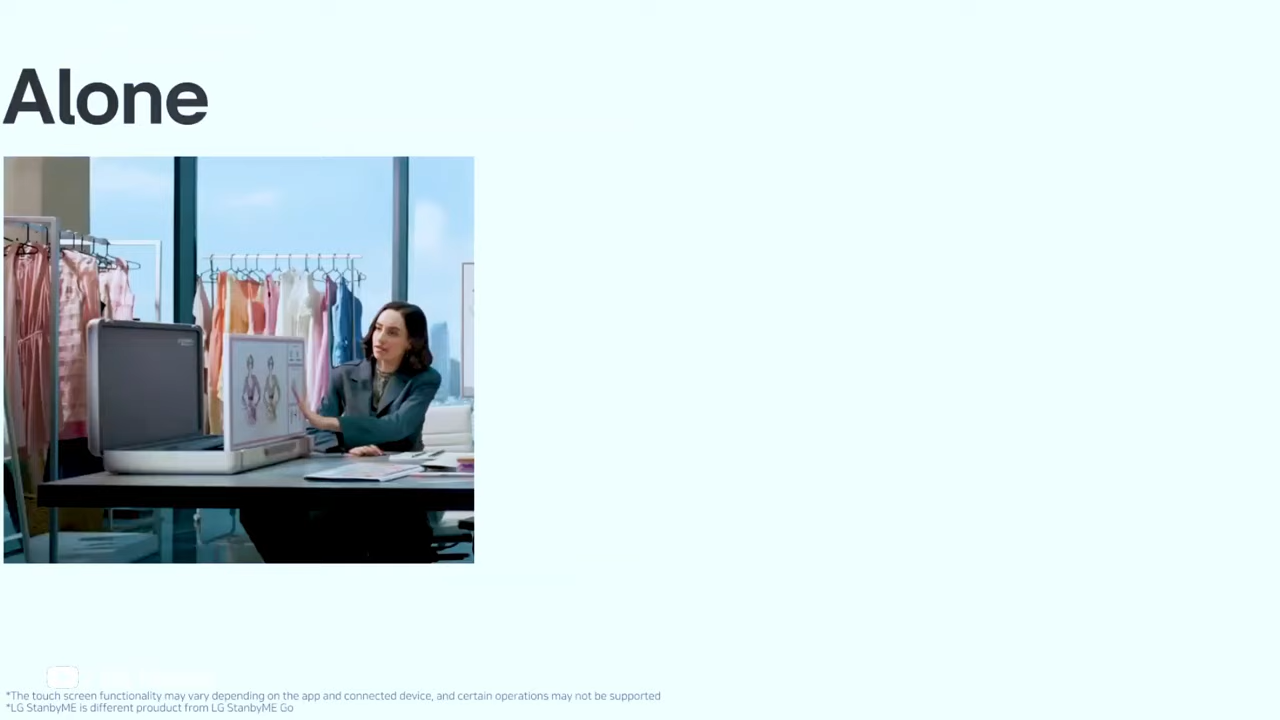 Alone
*The touch screen functionality may vary depending on the app and connected device, and certain operations may not be supported
*LG StanbyME is different prouduct from LG StanbyME Go